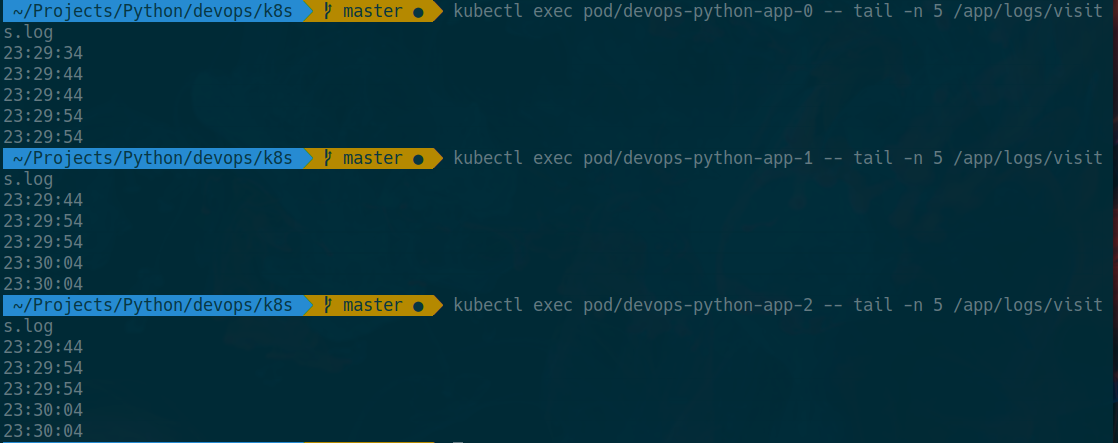 ~/Projects/Python/devops/k8s master ● kubectl exec pod/devops-python-app-0 -- tail -n 5 /app/logs/visit
s.log
23:29:34
23:29:44
23:29:44
23:29:54
23:29:54
~/Projects/Python/devops/k8s master ● kubectl exec pod/devops-python-app-1 -- tail -n 5 /app/logs/visit
s.log
23:29:44
23:29:54
23:29:54
23:30:04
23:30:04
~/Projects/Python/devops/k8s master ● kubectl exec pod/devops-python-app-2 -- tail -n 5 /app/logs/visit
s.log
23:29:44
23:29:54
23:29:54
23:30:04
23:30:04